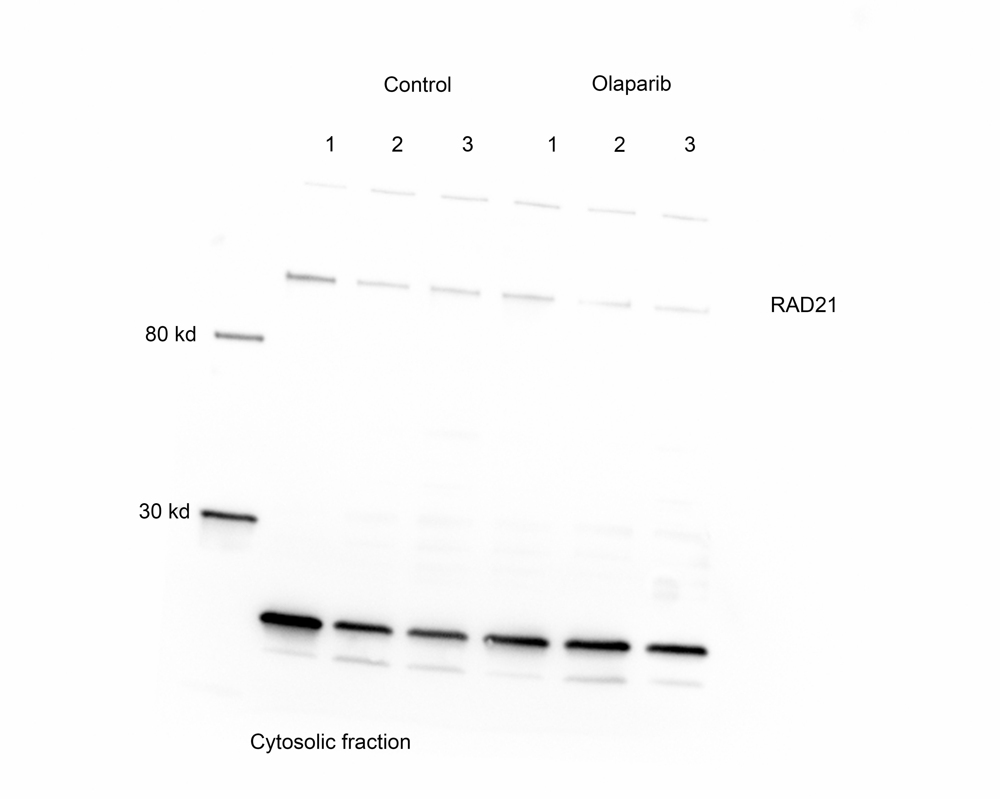 Control Olaparib
1 2 3 1 2 3
RAD21
80 kd
30 kd
Cytosolic fraction